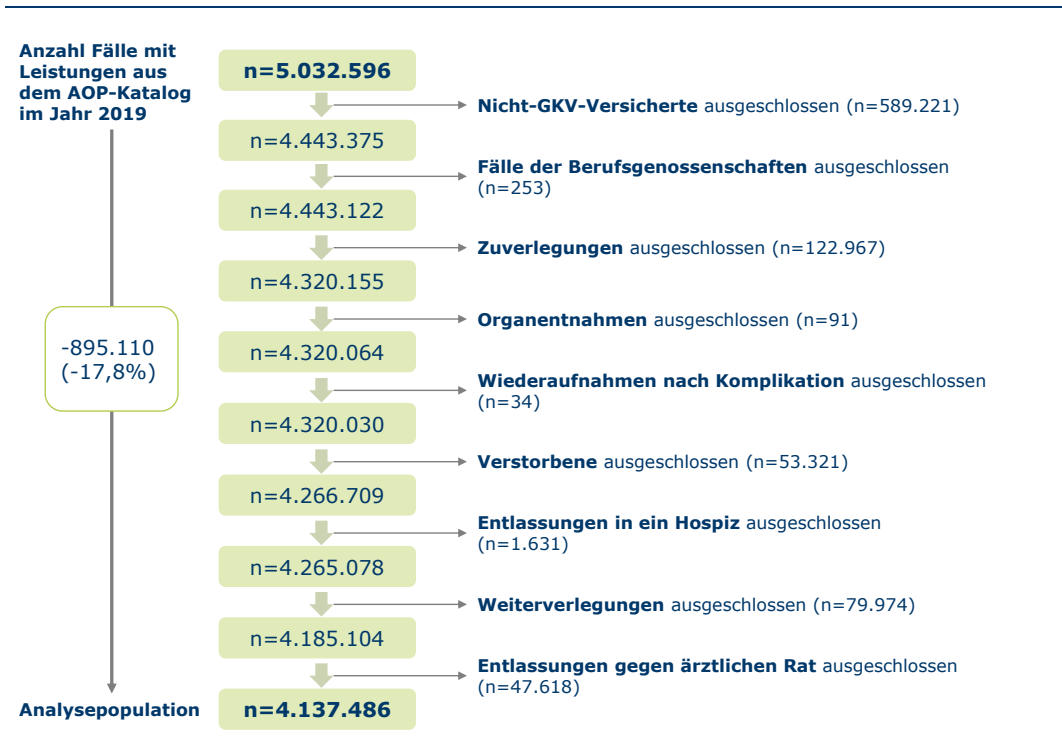 Anzahl Fälle mit
Leistungen aus
dem AOP-Katalog
im Jahr 2019
n=5.032.596
Nicht-GKV-Versicherte ausgeschlossen (n=589.221)
n=4.443.375
Fälle der Berufsgenossenschaften ausgeschlossen
(n=253)
n=4.443.122
Zuverlegungen ausgeschlossen (n=122.967)
n=4.320.155
Organentnahmen ausgeschlossen (n=91)
-895.110
(-17,8%)
n=4.320.064
Wiederaufnahmen nach Komplikation ausgeschlossen
(n=34)
n=4.320.030
Verstorbene ausgeschlossen (n=53.321)
n=4.266.709
Entlassungen in ein Hospiz ausgeschlossen
(n=1.631)
n=4.265.078
Weiterverlegungen ausgeschlossen (n=79.974)
n=4.185.104
Entlassungen gegen ärztlichen Rat ausgeschlossen
(n=47.618)
Analysepopulation
n=4.137.486